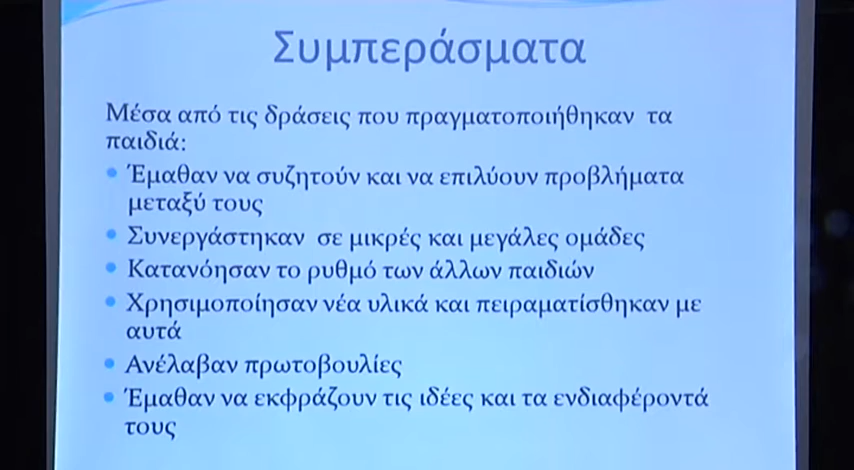 Συμπεράσματα
Μέσα από τις δράσεις που πραγματοποιήθηκαν τα
παιδιά:
• Έμαθαν να συζητούν και να επιλύουν προβλήματα
μεταξύ τους
• Συνεργάστηκαν σε μικρές και μεγάλες ομάδες
• Κατανόησαν το ρυθμό των άλλων παιδιών
• Χρησιμοποίησαν νέα υλικά και πειραματίσθηκαν με
αυτά
• Ανέλαβαν πρωτοβουλίες
• Έμαθαν να εκφράζουν τις ιδέες και τα ενδιαφέροντά
τους